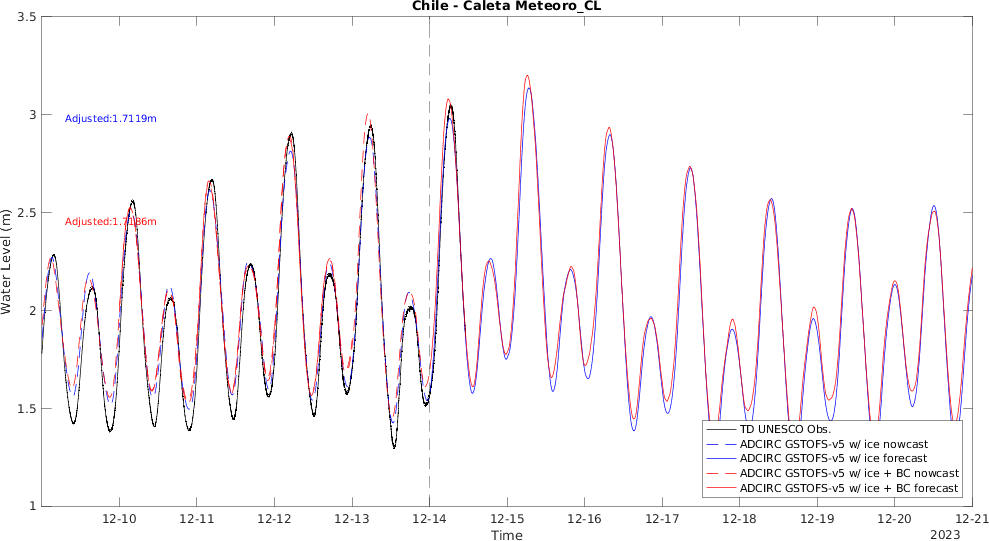 Chile - Caleta Meteoro_CL
3.5
3
2.5
2
1.5
1
Water Level (m)
Adjusted:1.7119m
Adjusted:1.7186m
TD UNESCO Obs.
ADCIRC GSTOFS-v5 w/ ice nowcast
ADCIRC GSTOFS-v5 w/ ice forecast
ADCIRC GSTOFS-v5 w/ ice + BC nowcast
ADCIRC GSTOFS-v5 w/ ice + BC forecast
12-10 12-11 12-12 12-13 12-14 12-15 12-16 12-17 12-18 12-19 12-20 12-21
Time
2023